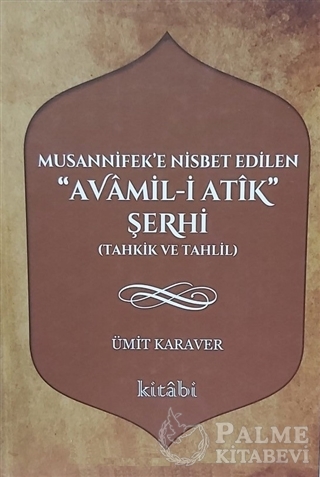 MUSANNİFEK'E NİSBET EDİLEN
"AVÂMİL-İ ATÎK"
ŞERHİ
(TAHKİK VE TAHLİL)
ÜMİT KARAVER
kitâbi
PALME
KİTABEVİ